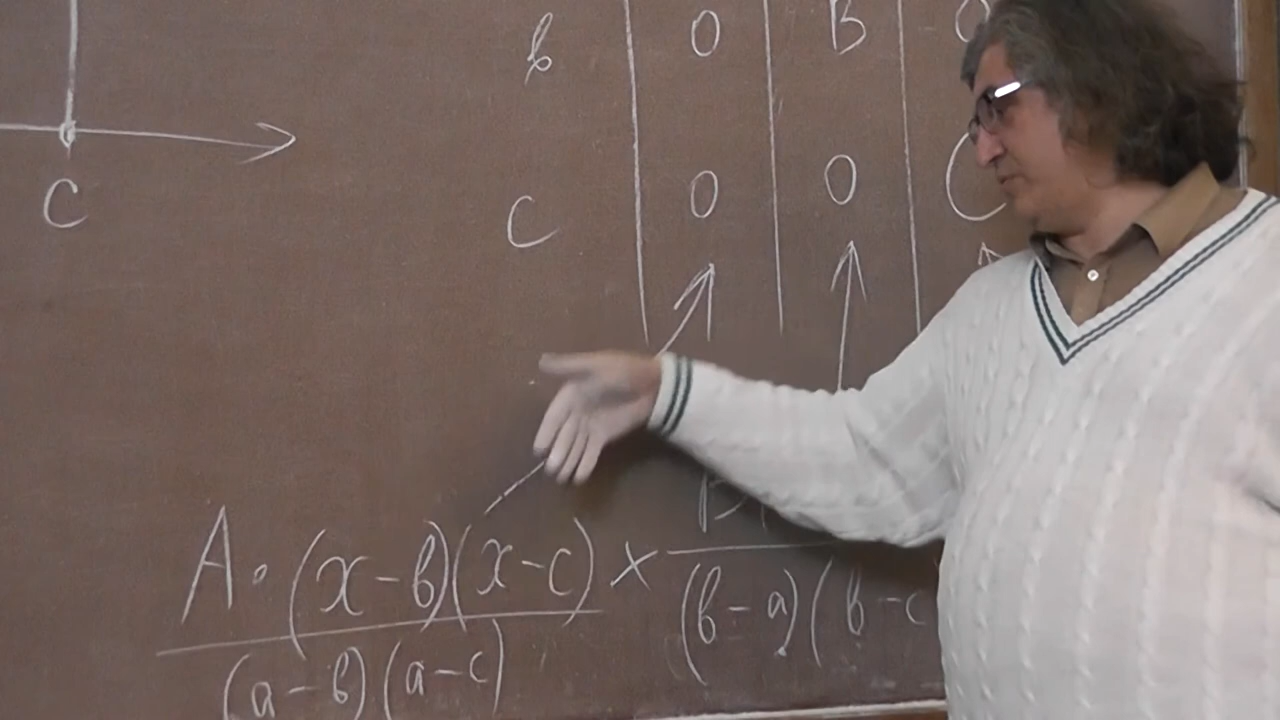 b 0 B
c 0 0 C
c
A·(x-b)(x-c) ×
(a-b)(a-c) (b-a)(b-c